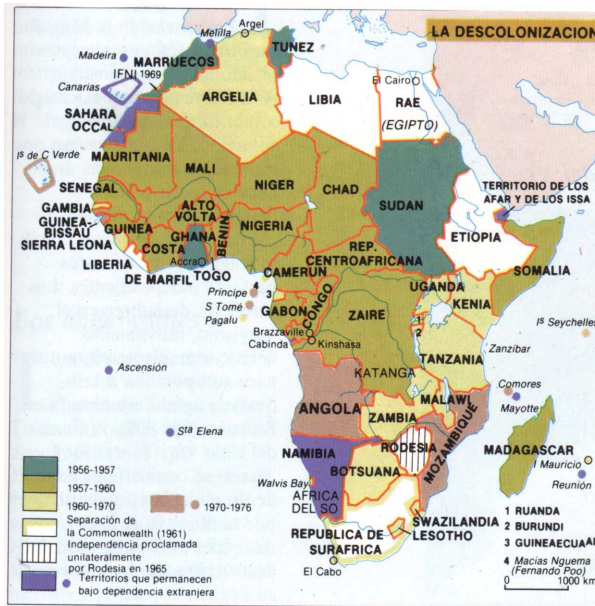 LA DESCOLONIZACION
Argel
Melilla
Madeira
TUNEZ
MARRUECOS
IFNI 1969
Canarias
El Cairo
ARGELIA
LIBIA
RAE
(EGIPTO)
SAHARA
OCCAL
Is de C Verde
MAURITANIA
MALI
NIGER
CHAD
SUDAN
TERRITORIO DE LOS
AFAR Y DE LOS ISSA
SENEGAL
GAMBIA
GUINEA-
BISSAU
SIERRA LEONA
GUINEA
ALTO
VOLTA
GHANA
BENIN
NIGERIA
ETIOPIA
SOMALIA
LIBERIA
COSTA
DE MARFIL
Accra
TOGO
CAMERUN
REP.
CENTROAFRICANA
UGANDA
KENIA
Principe
4
3
S Tomé
Pagalu
GABON
CONGO
ZAIRE
1
2
Is Seychelles
Brazzaville
Cabinda
Kinshasa
TANZANIA
Zanzibar
Ascensión
KATANGA
Comores
Mayotte
ANGOLA
MALAWI
ZAMBIA
MOZAMBIQUE
Sta Elena
RODESIA
MADAGASCAR
NAMIBIA
BOTSUANA
I Mauricio
Reunión
Walvis Bay
AFRICA
DEL SO
SWAZILANDIA
LESOTHO
REPUBLICA DE
SURAFRICA
El Cabo
1956-1957
1957-1960
1960-1970
1970-1976
Separación de
la Commonwealth (1961)
Independencia proclamada
unilateralmente
por Rodesia en 1965
Territorios que permanecen
bajo dependencia extranjera
1 RUANDA
2 BURUNDI
3 GUINEAECUA
4 Macias Nguema
(Fernando Poo)
0
1000 km